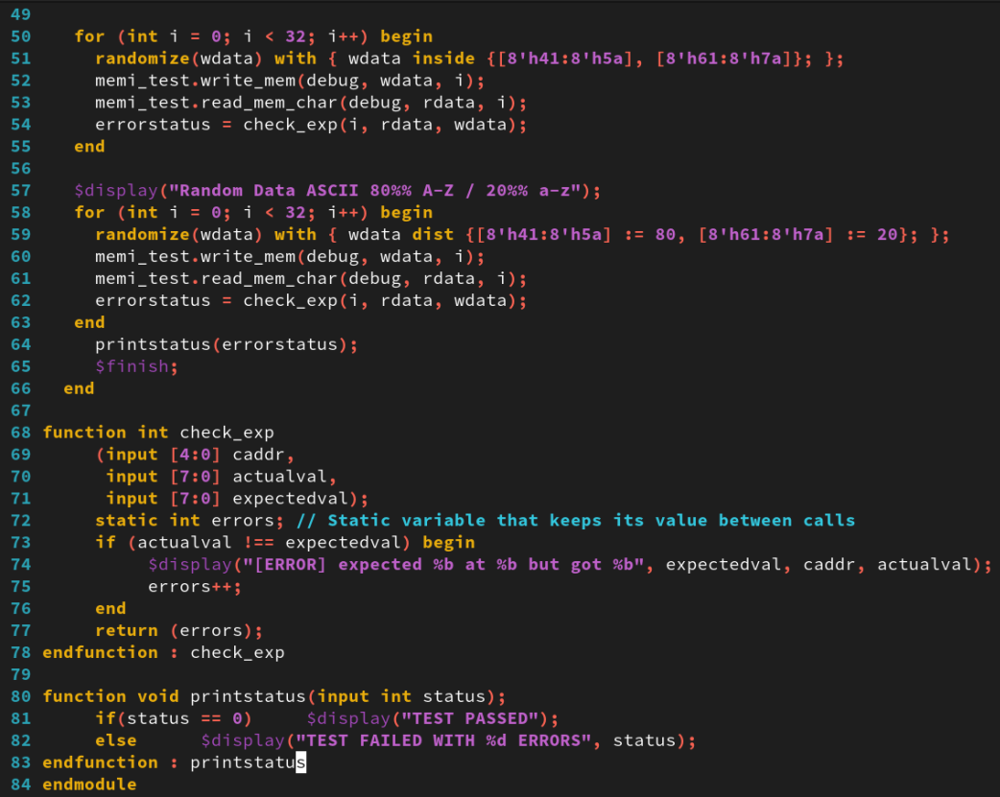 49
50    for (int i = 0; i < 32; i++) begin
51      randomize(wdata) with { wdata inside {[8'h41:8'h5a], [8'h61:8'h7a]}; };
52      memi_test.write_mem(debug, wdata, i);
53      memi_test.read_mem_char(debug, rdata, i);
54      errorstatus = check_exp(i, rdata, wdata);
55    end
56
57    $display("Random Data ASCII 80%% A-Z / 20%% a-z");
58    for (int i = 0; i < 32; i++) begin
59      randomize(wdata) with { wdata dist {[8'h41:8'h5a] := 80, [8'h61:8'h7a] := 20}; };
60      memi_test.write_mem(debug, wdata, i);
61      memi_test.read_mem_char(debug, rdata, i);
62      errorstatus = check_exp(i, rdata, wdata);
63    end
64      printstatus(errorstatus);
65      $finish;
66   end
67
68 function int check_exp
69      (input [4:0] caddr,
70       input [7:0] actualval,
71       input [7:0] expectedval);
72      static int errors; // Static variable that keeps its value between calls
73      if (actualval !== expectedval) begin
74           $display("[ERROR] expected %b at %b but got %b", expectedval, caddr, actualval);
75           errors++;
76      end
77      return (errors);
78 endfunction : check_exp
79
80 function void printstatus(input int status);
81      if(status == 0)     $display("TEST PASSED");
82      else      $display("TEST FAILED WITH %d ERRORS", status);
83 endfunction : printstatus
84 endmodule